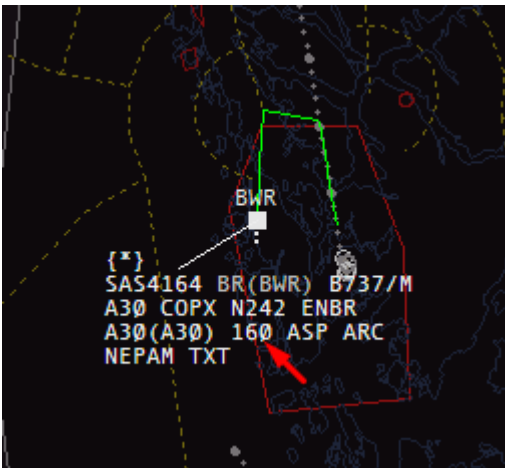 BWR
{*}
SAS4164 BR(BWR) B737/M
A30 COPX N242 ENBR
A30(A30) 160 ASP ARC
NEPAM TXT